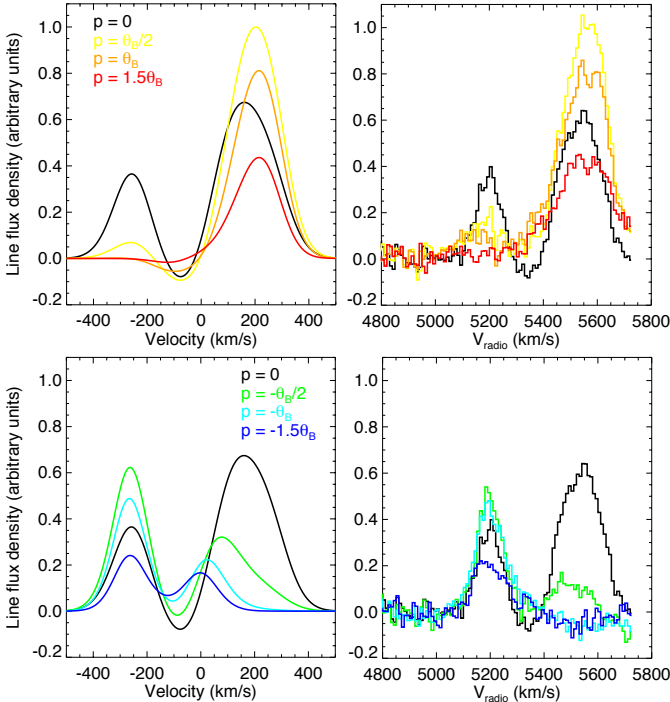 Line flux density (arbitrary units)
1.0
0.8
0.6
0.4
0.2
0.0
-0.2
p = 0
p = θB/2
p = θB
p = 1.5θB
-400 -200 0 200 400
Velocity (km/s)
1.0
0.8
0.6
0.4
0.2
0.0
-0.2
4800 5000 5200 5400 5600 5800
Vradio (km/s)
Line flux density (arbitrary units)
1.0
0.8
0.6
0.4
0.2
0.0
-0.2
p = 0
p = -θB/2
p = -θB
p = -1.5θB
-400 -200 0 200 400
Velocity (km/s)
1.0
0.8
0.6
0.4
0.2
0.0
-0.2
4800 5000 5200 5400 5600 5800
Vradio (km/s)